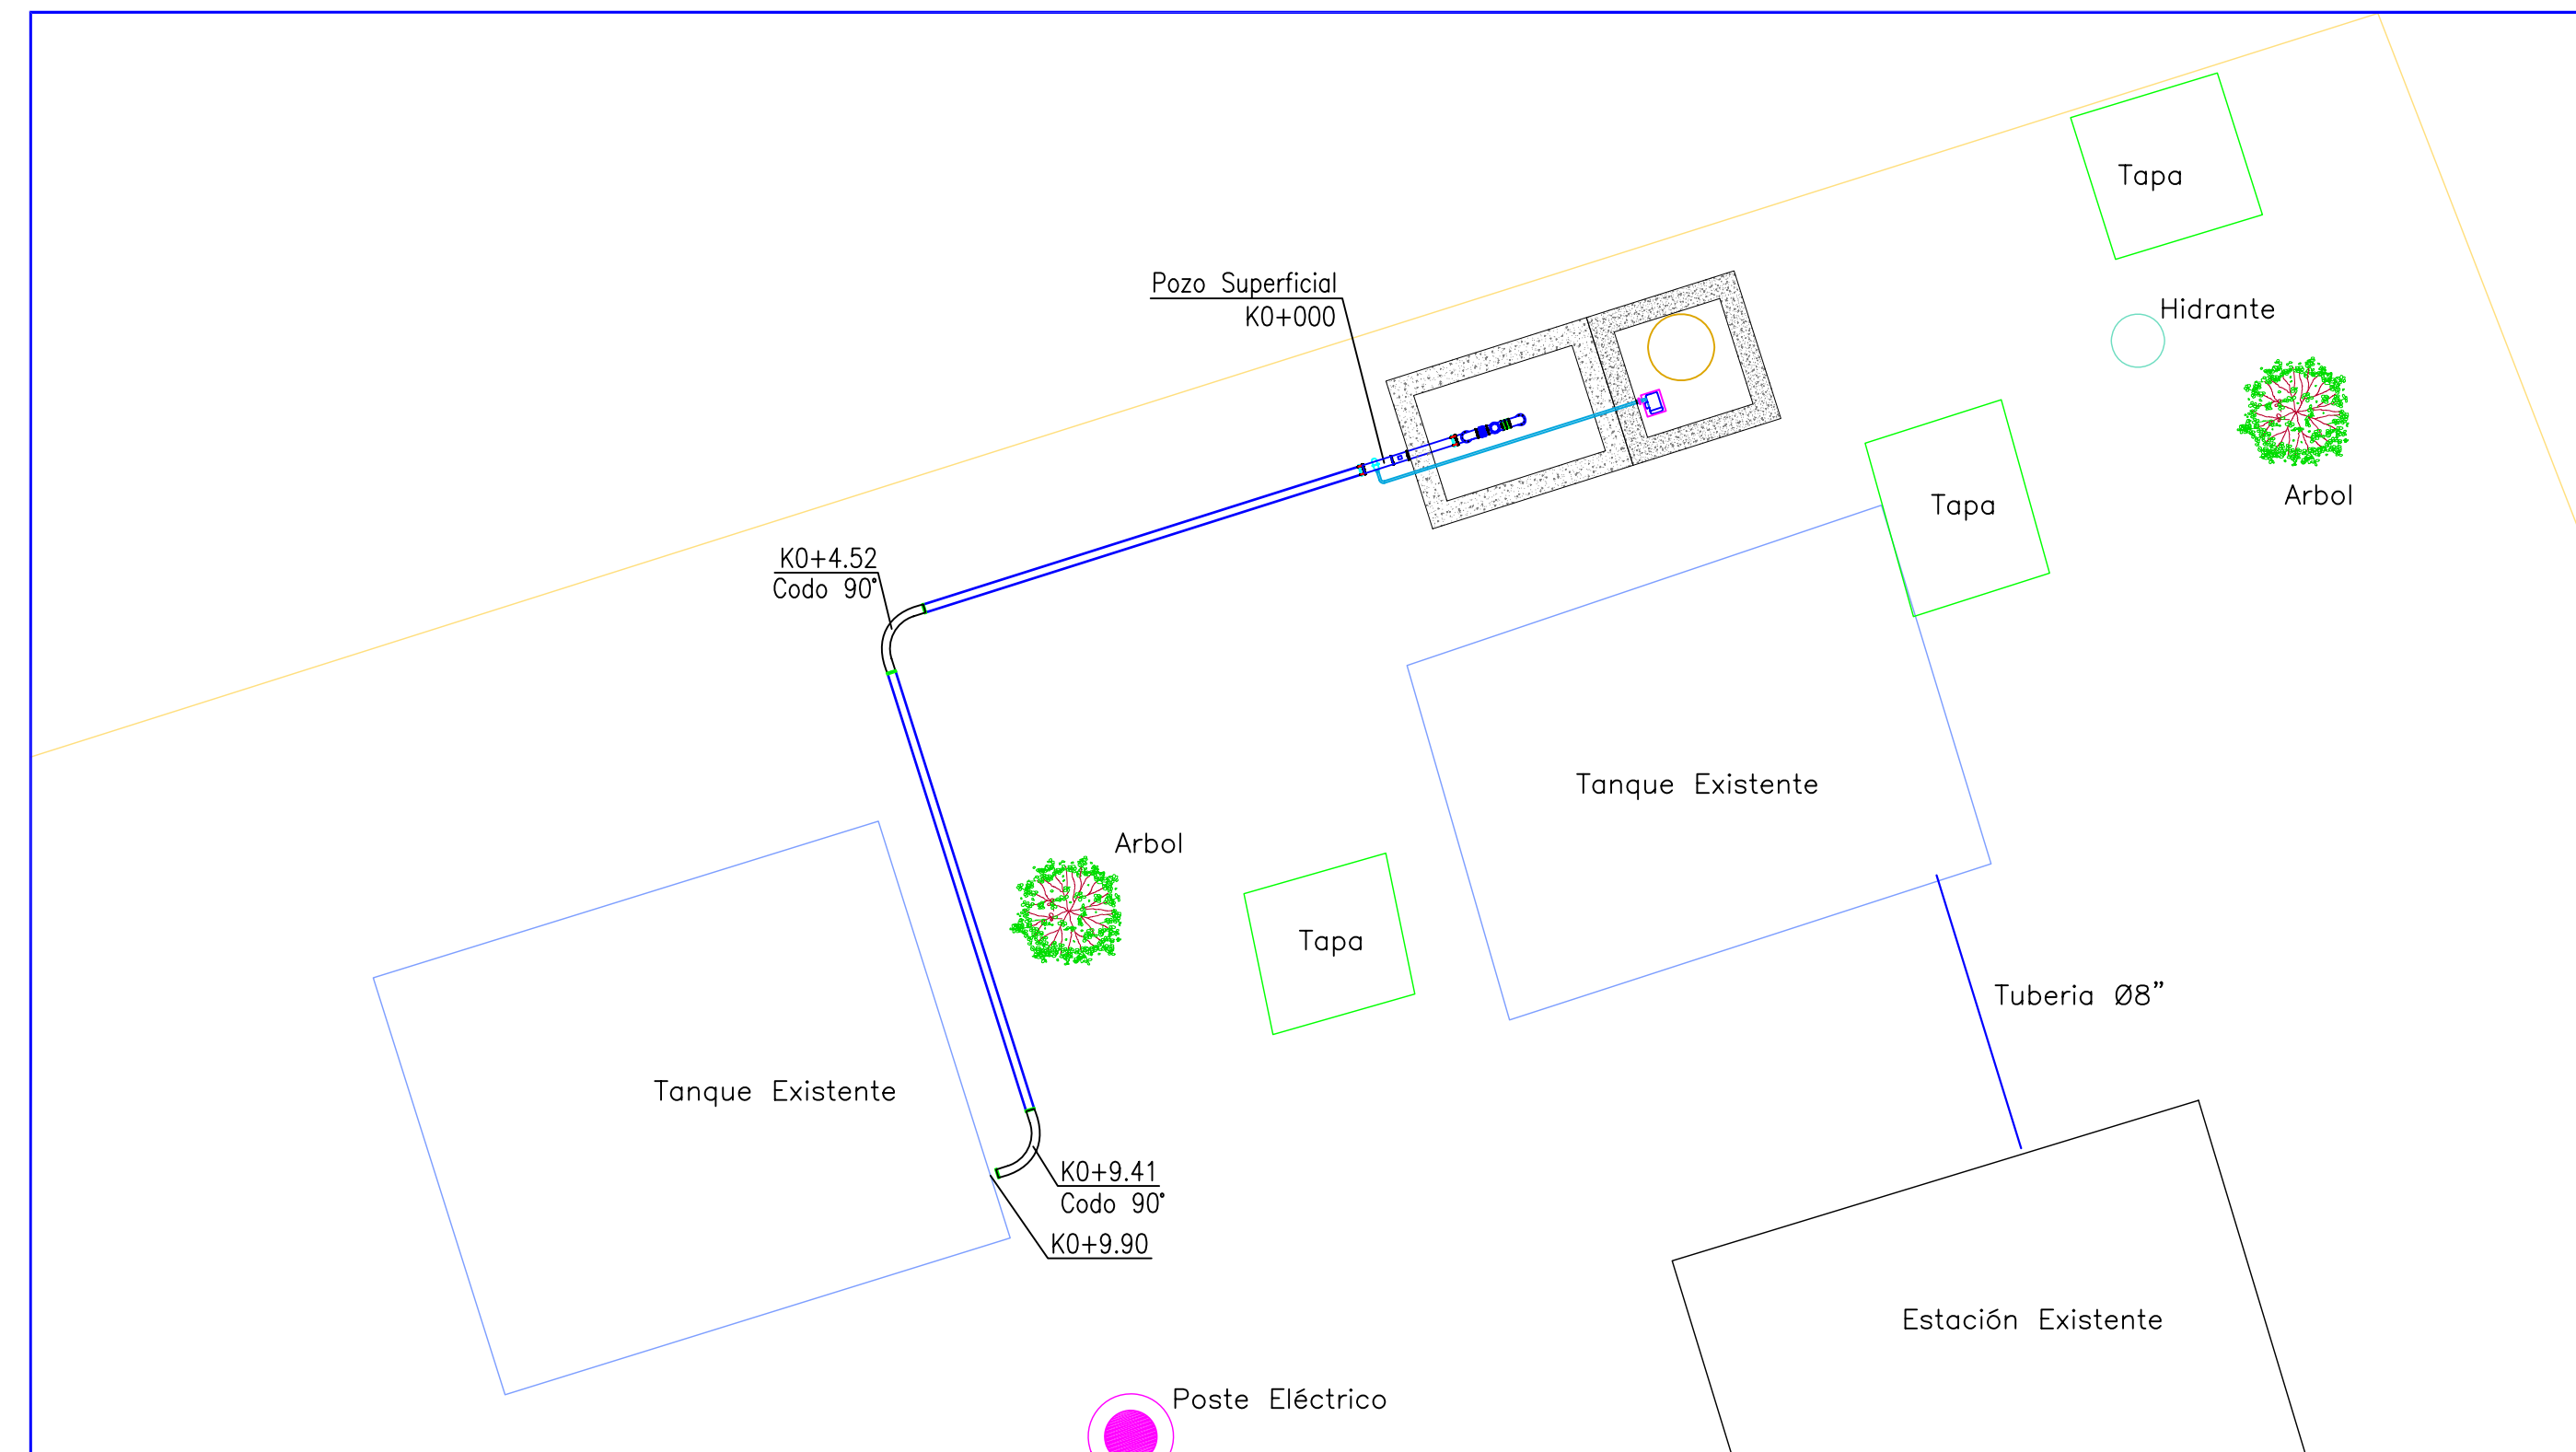 Tapa
Pozo Superficial
K0+000
Hidrante
Arbol
Tapa
K0+4.52
Codo 90°
Tanque Existente
Arbol
Tapa
Tuberia Ø8”
Tanque Existente
K0+9.41
Codo 90°
K0+9.90
Estación Existente
Poste Eléctrico